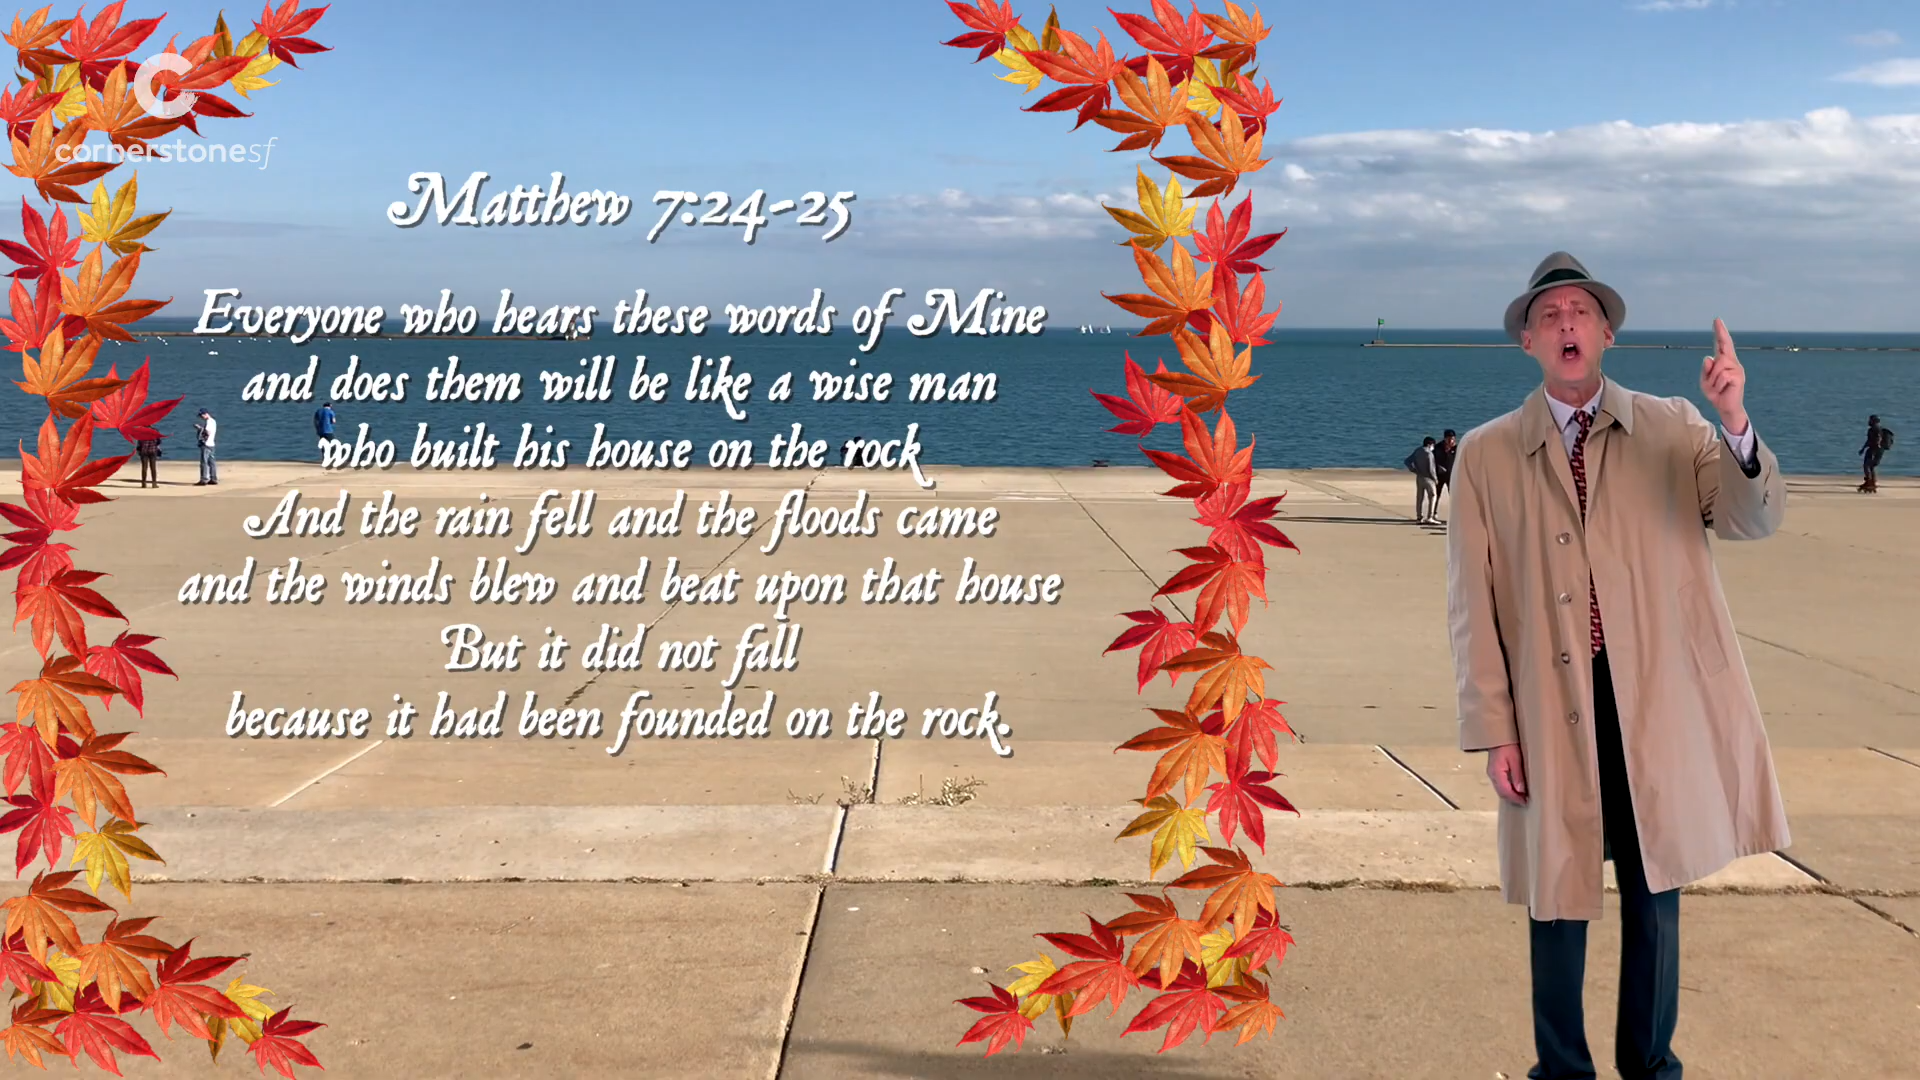 cornerstonesf
Matthew 7:24-25
Everyone who hears these words of Mine
and does them will be like a wise man
who built his house on the rock
And the rain fell and the floods came
and the winds blew and beat upon that house
But it did not fall
because it had been founded on the rock.